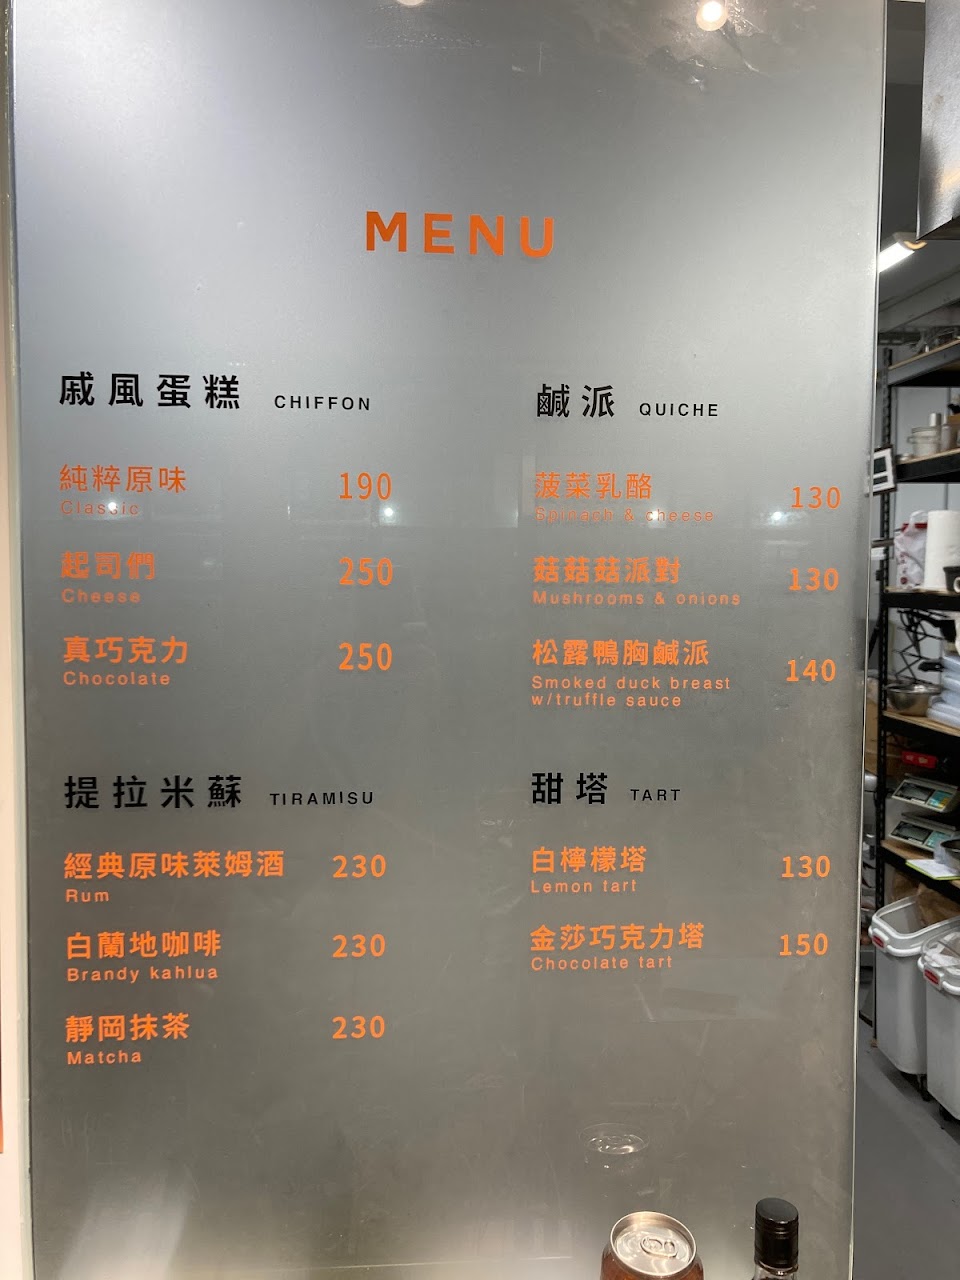 MENU
戚風蛋糕 CHIFFON
純粹原味 190
Classic
起司們 250
Cheese
真巧克力 250
Chocolate
提拉米蘇 TIRAMISU
經典原味萊姆酒 230
Rum
白蘭地咖啡 230
Brandy kahlua
靜岡抹茶 230
Matcha
鹹派 QUICHE
菠菜乳酪 130
Spinach & cheese
菇菇菇派對 130
Mushrooms & onions
松露鴨胸鹹派 140
Smoked duck breast
w/truffle sauce
甜塔 TART
白檸檬塔 130
Lemon tart
金莎巧克力塔 150
Chocolate tart